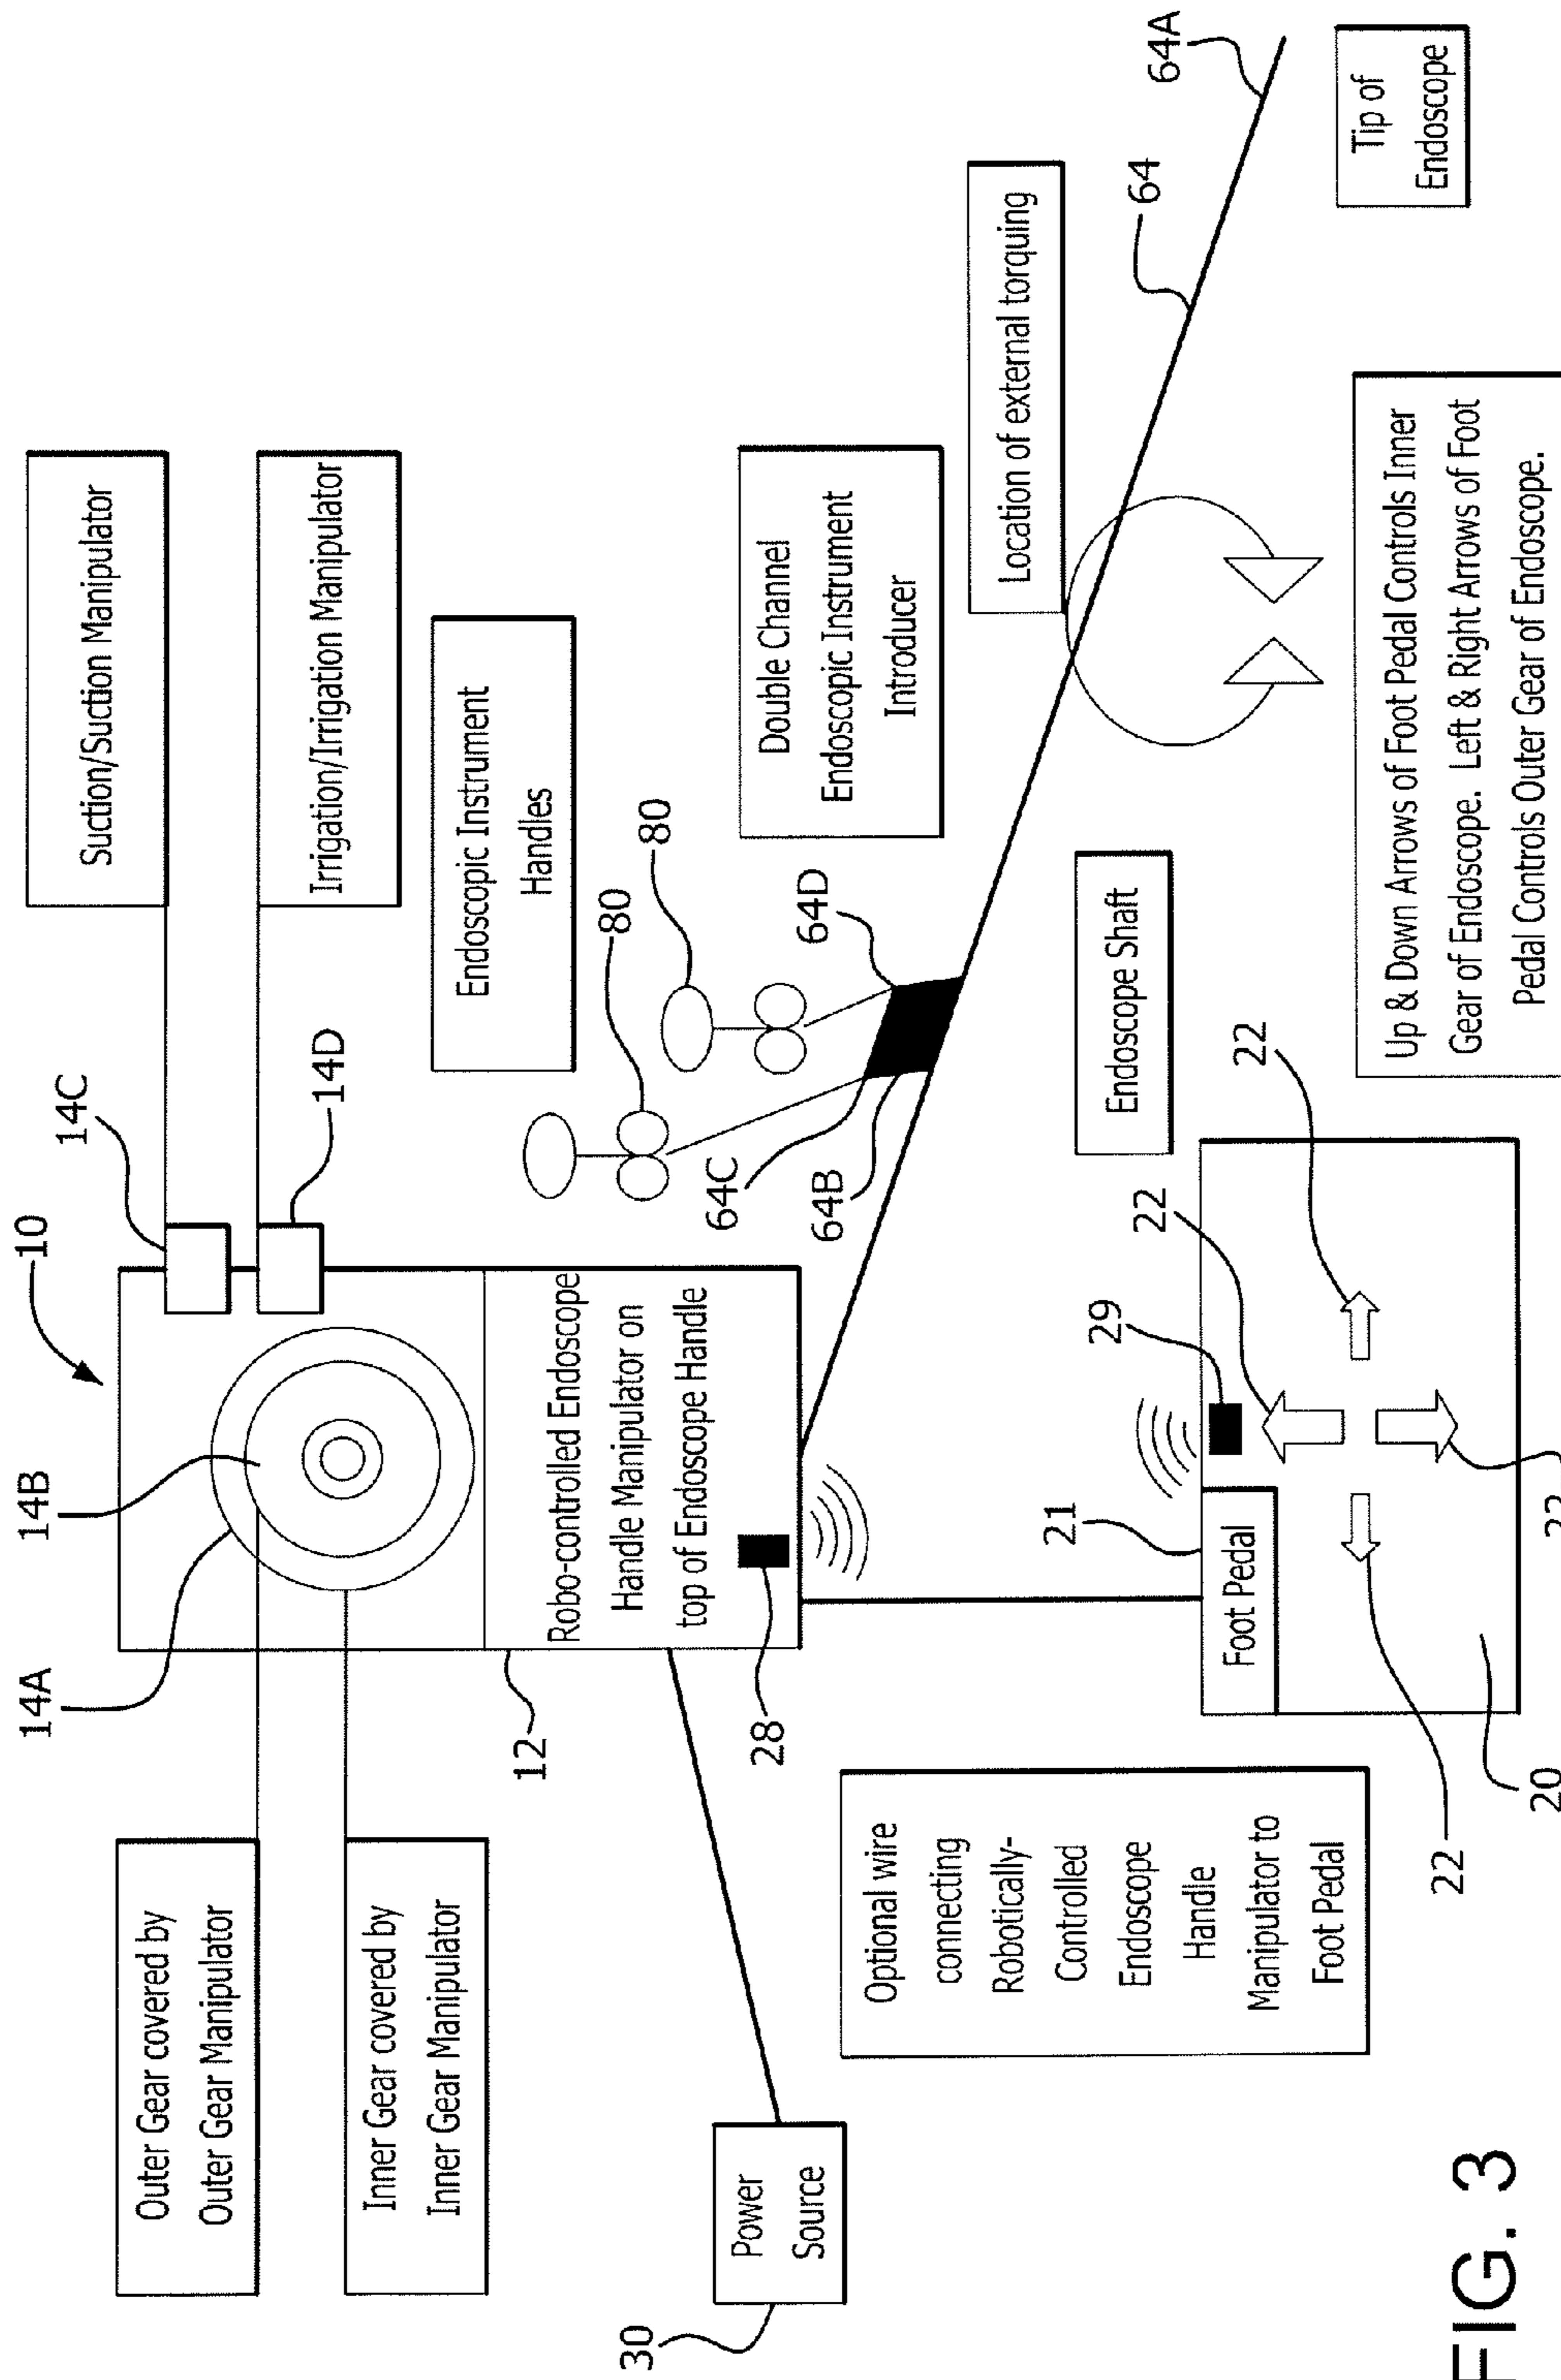 10
14A
14B
14C
14D
Outer Gear covered by
Outer Gear Manipulator
Inner Gear covered by
Inner Gear Manipulator
Suction/Suction Manipulator
Irrigation/Irrigation Manipulator
Endoscopic Instrument
Handles
12
Robo-controlled Endoscope
Handle Manipulator on
top of Endoscope Handle
28
80
80
64C
64B
64D
Double Channel
Endoscopic Instrument
Introducer
Power
Source
30
Location of external torquing
64
64A
Tip of
Endoscope
Optional wire
connecting
Robotically-
Controlled
Endoscope
Handle
Manipulator to
Foot Pedal
Endoscope Shaft
21
29
22
22
Foot Pedal
22
20
Up & Down Arrows of Foot Pedal Controls Inner
Gear of Endoscope. Left & Right Arrows of Foot
Pedal Controls Outer Gear of Endoscope.
FIG. 3